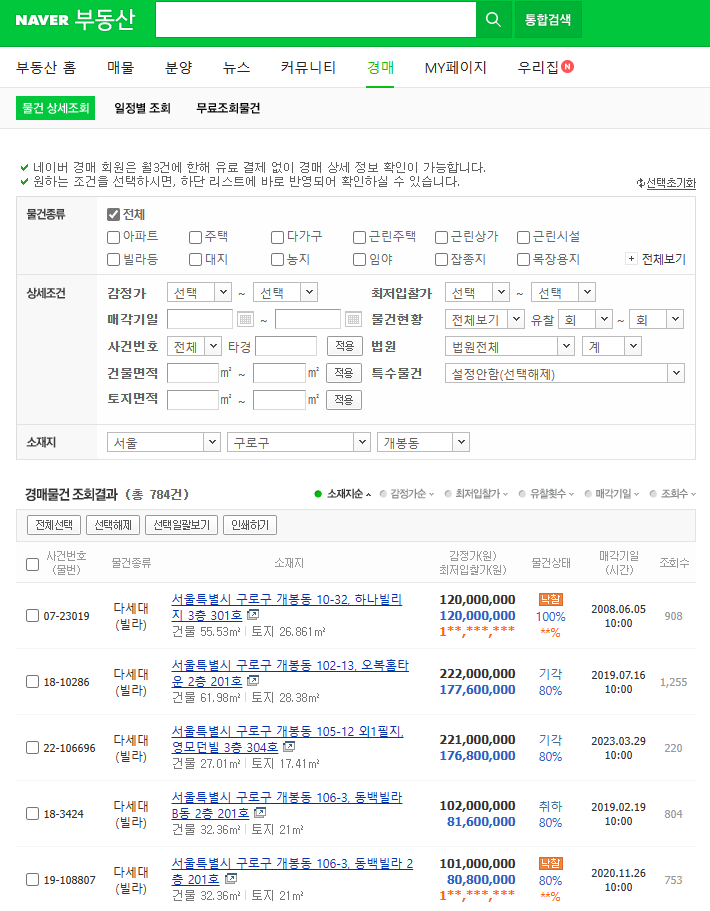 NAVER 부동산 통합검색
부동산 홈 매물 분양 뉴스 커뮤니티 경매 MY페이지 우리집 N
물건 상세조회 일정별 조회 무료조회물건
네이버 경매 회원은 월3건에 한해 유료 결제 없이 경매 상세 정보 확인이 가능합니다.
원하는 조건을 선택하시면, 하단 리스트에 바로 반영되어 확인하실 수 있습니다.
선택초기화
물건종류 전체
아파트 주택 다가구 근린주택 근린상가 근린시설
빌라등 대지 농지 임야 잡종지 목장용지 + 전체보기
상세조건 감정가 선택 ~ 선택 최저입찰가 선택 ~ 선택
매각기일 ~ 물건현황 전체보기 유찰 회 ~ 회
사건번호 전체 타경 적용 법원 법원전체 계
건물면적 ㎡ ~ ㎡ 적용 특수물건 설정안함(선택해제)
토지면적 ㎡ ~ ㎡ 적용
소재지 서울 구로구 개봉동
경매물건 조회결과 (총 784건) 소재지순 감정가순 최저입찰가 유찰횟수 매각기일 조회수
전체선택 선택해제 선택일괄보기 인쇄하기
사건번호 물건종류 소재지 감정가(원) 물건상태 매각기일 조회수
(물번) 최저입찰가(원) (시간)
07-23019 다세대 서울특별시 구로구 개봉동 10-32, 하나빌리 120,000,000 낙찰 2008.06.05 908
(빌라) 지 3층 301호 120,000,000 100% 10:00
건물 55.53㎡ 토지 26.861㎡ 1**,***,*** **%
18-10286 다세대 서울특별시 구로구 개봉동 102-13, 오복홈타 222,000,000 기각 2019.07.16 1,255
(빌라) 운 2층 201호 177,600,000 80% 10:00
건물 61.98㎡ 토지 28.38㎡
22-106696 다세대 서울특별시 구로구 개봉동 105-12 외1필지, 221,000,000 기각 2023.03.29 220
(빌라) 영모던빌 3층 304호 176,800,000 80% 10:00
건물 27.01㎡ 토지 17.41㎡
18-3424 다세대 서울특별시 구로구 개봉동 106-3, 동백빌라 102,000,000 취하 2019.02.19 804
(빌라) B동 2층 201호 81,600,000 80% 10:00
건물 32.36㎡ 토지 21㎡
19-108807 다세대 서울특별시 구로구 개봉동 106-3, 동백빌라 2 101,000,000 낙찰 2020.11.26 753
(빌라) 층 201호 80,800,000 80% 10:00
건물 32.36㎡ 토지 21㎡ 1**,***,*** **%